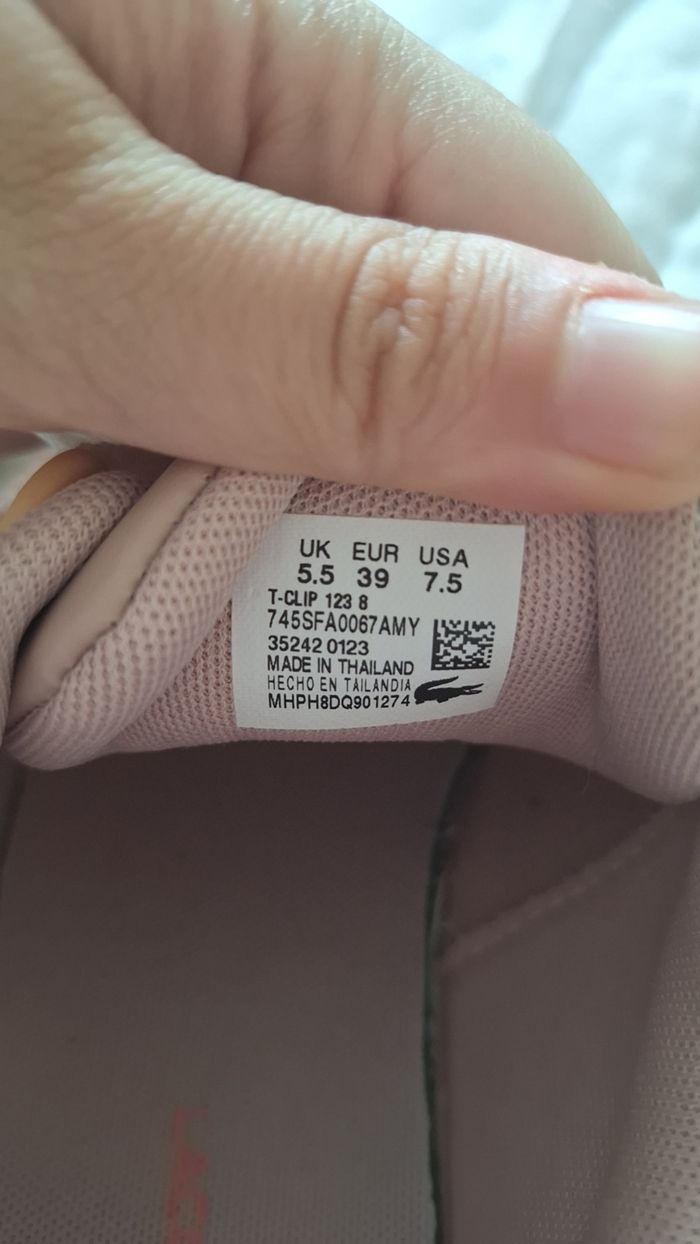 UK EUR USA
5.5 39 7.5
T-CLIP 123 8
745SFA0067AMY
35242 0123
MADE IN THAILAND
HECHO EN TAILANDIA
MHPH8DQ901274